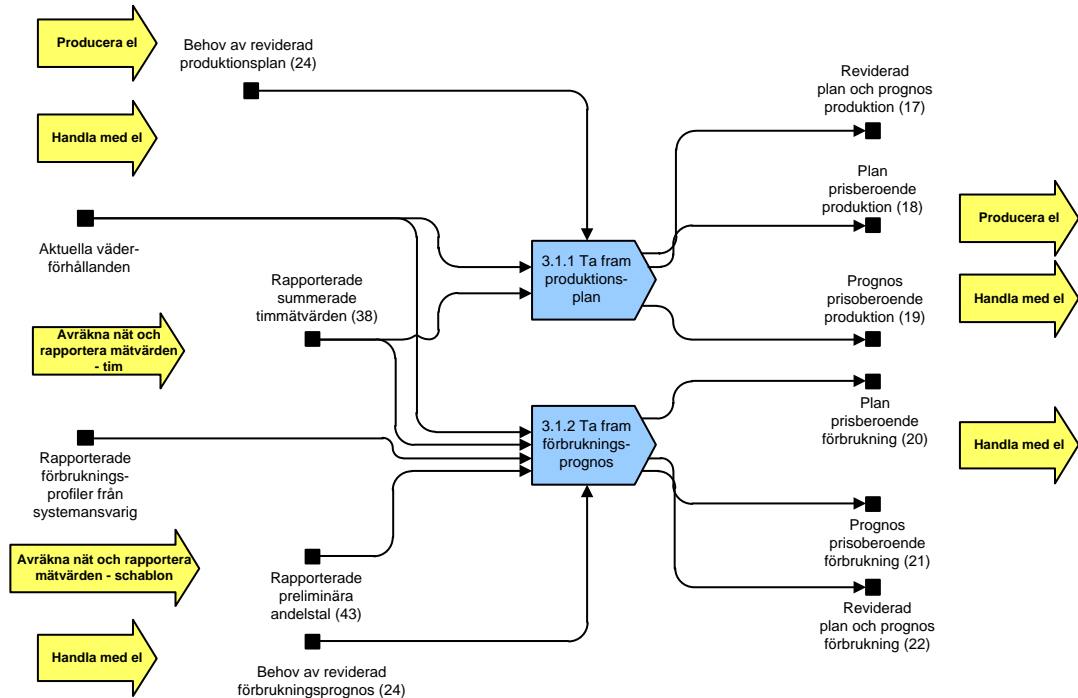 Producera el
Behov av reviderad
produktionsplan (24)
Reviderad
plan och prognos
produktion (17)
Handla med el
Plan
prisberoende
produktion (18)
Producera el
Aktuella väder-
förhållanden
3.1.1 Ta fram
produktions-
plan
Rapporterade
summerade
timmätvärden (38)
Prognos
prisoberoende
produktion (19)
Handla med el
Avräkna nät och
rapportera mätvärden
- tim
Plan
prisberoende
förbrukning (20)
3.1.2 Ta fram
förbruknings-
prognos
Handla med el
Rapporterade
förbruknings-
profiler från
systemansvarig
Prognos
prisoberoende
förbrukning (21)
Avräkna nät och rapportera
mätvärden - schablon
Rapporterade
preliminära
andelstal (43)
Reviderad
plan och prognos
förbrukning (22)
Handla med el
Behov av reviderad
förbrukningsprognos (24)